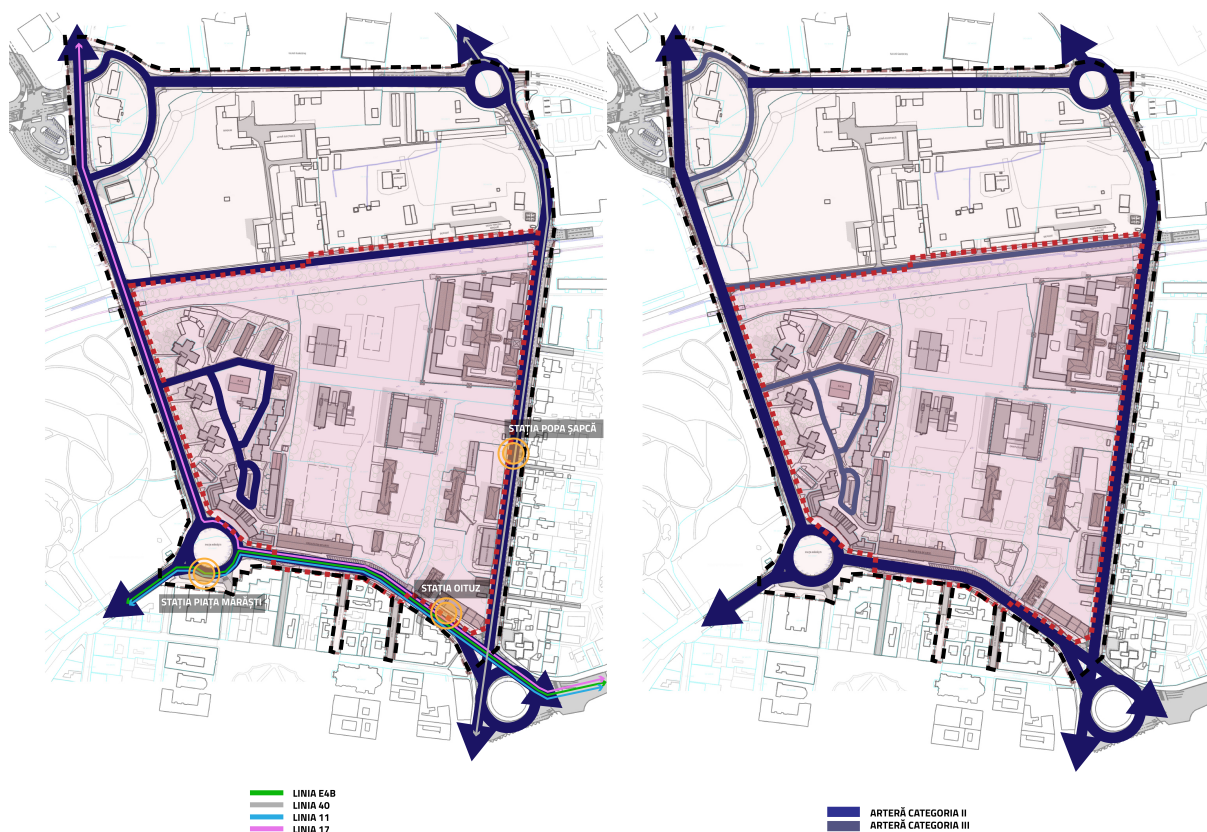 STAȚIA POPA ȘAPCĂ
STAȚIA OITUZ
STAȚIA PIAȚA MĂRĂȘTI
LINIA E4B
LINIA 40
LINIA 11
LINIA 17
ARTERĂ CATEGORIA II
ARTERĂ CATEGORIA III